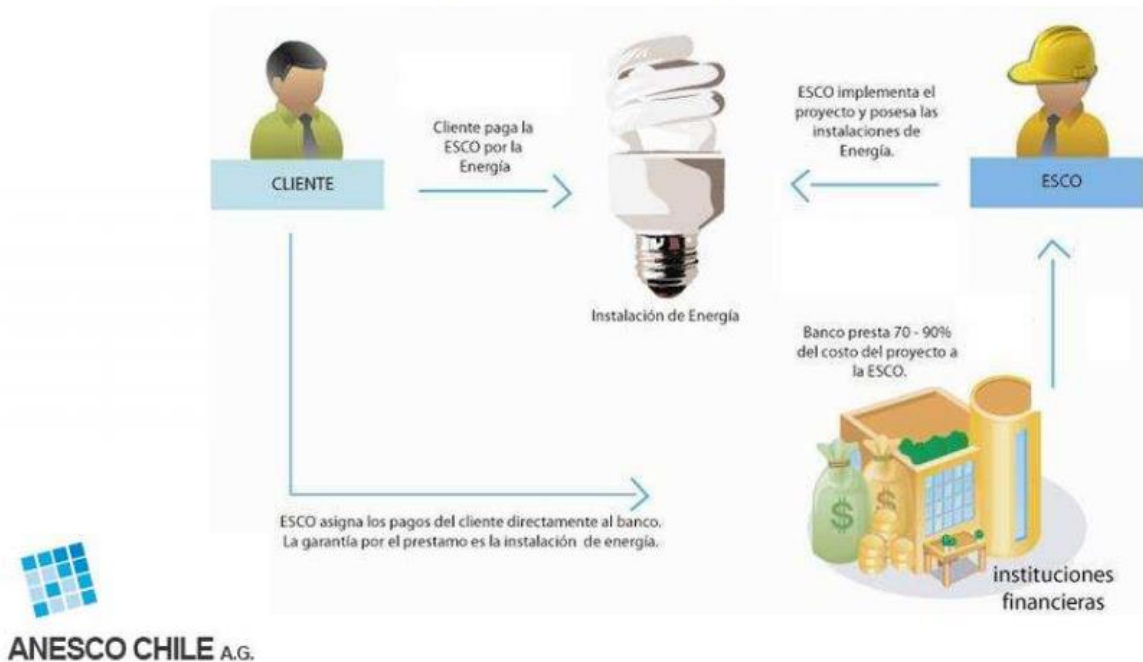 CLIENTE
Cliente paga la
ESCO por la
Energía
ESCO implementa el
proyecto y posesa las
instalaciones de
Energía.
ESCO
Instalación de Energía
Banco presta 70 - 90%
del costo del proyecto a
la ESCO.
$
$
ESCO asigna los pagos del cliente directamente al banco.
La garantía por el prestamo es la instalación de energía.
instituciones
financieras
ANESCO CHILE A.G.